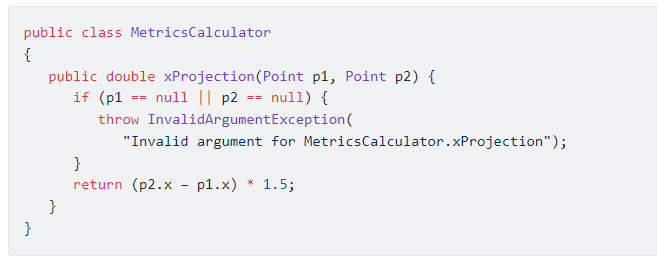 public class MetricsCalculator
{
   public double xProjection(Point p1, Point p2) {
      if (p1 == null || p2 == null) {
         throw InvalidArgumentException(
            "Invalid argument for MetricsCalculator.xProjection");
      }
      return (p2.x – p1.x) * 1.5;
   }
}